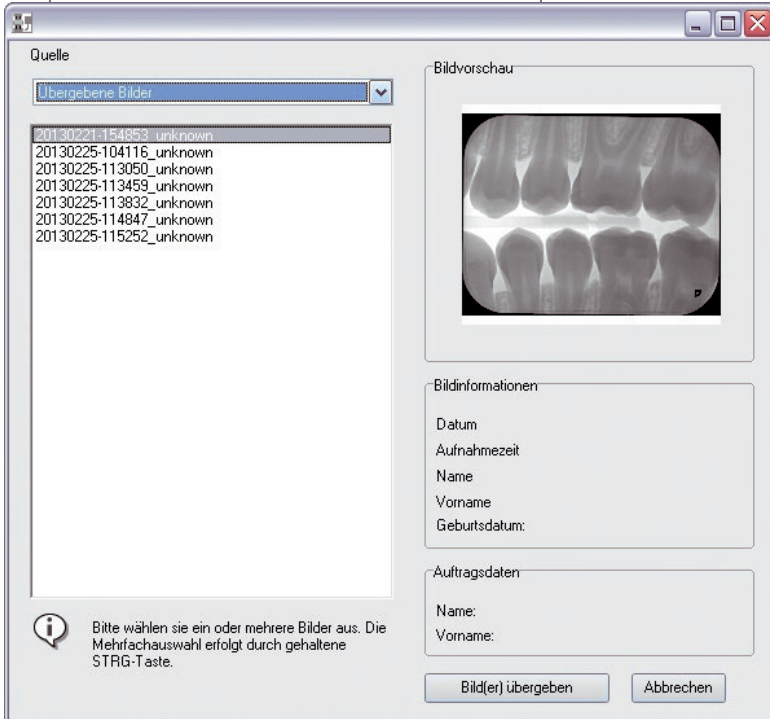 Quelle
Übergebene Bilder
20130221-154853_unknown
20130225-104116_unknown
20130225-113050_unknown
20130225-113459_unknown
20130225-113832_unknown
20130225-114847_unknown
20130225-115252_unknown
Bitte wählen sie ein oder mehrere Bilder aus. Die
Mehrfachauswahl erfolgt durch gehaltene
STRG-Taste.
Bildvorschau
Bildinformationen
Datum
Aufnahmezeit
Name
Vorname
Geburtsdatum:
Auftragsdaten
Name:
Vorname:
Bild(er) übergeben
Abbrechen